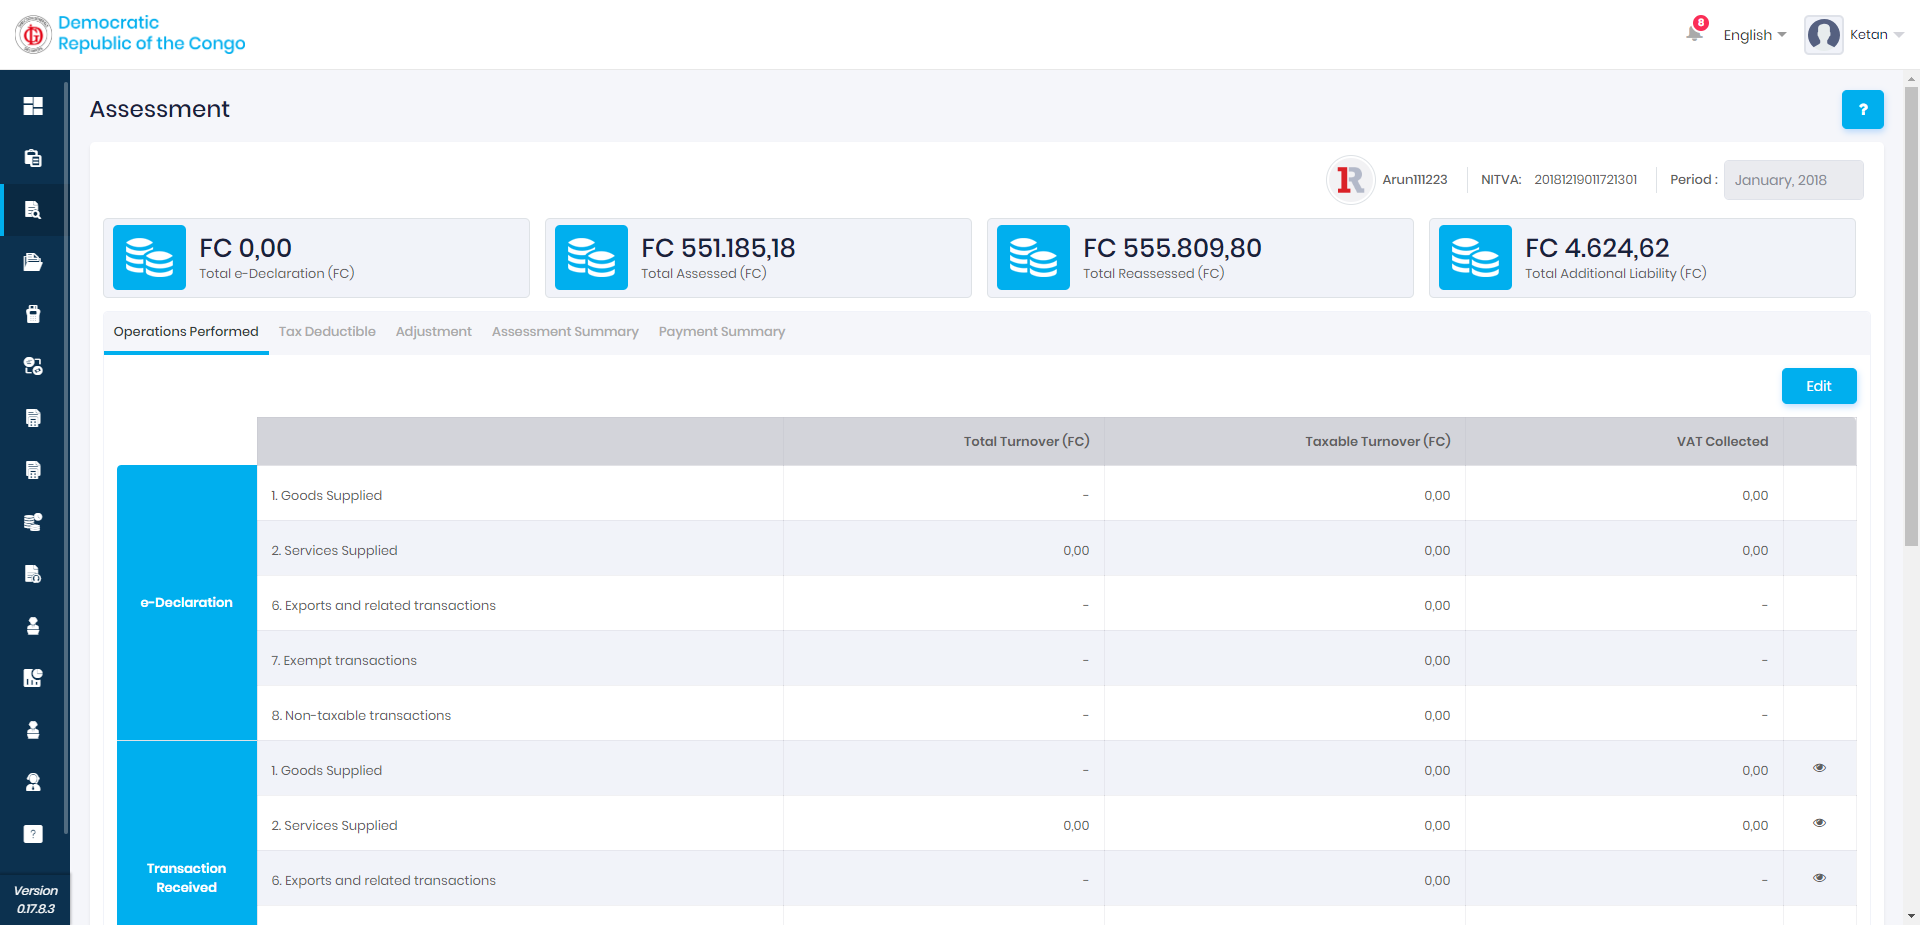 Democratic
Republic of the Congo
8
English
Ketan
Assessment
?
1R Arun111223 NITVA: 20181219011721301 Period : January, 2018
FC 0,00
Total e-Declaration (FC)
FC 551.185,18
Total Assessed (FC)
FC 555.809,80
Total Reassessed (FC)
FC 4.624,62
Total Additional Liability (FC)
Operations Performed Tax Deductible Adjustment Assessment Summary Payment Summary
Edit
Total Turnover (FC) Taxable Turnover (FC) VAT Collected
e-Declaration
1. Goods Supplied - 0,00 0,00
2. Services Supplied 0,00 0,00 0,00
6. Exports and related transactions - 0,00 -
7. Exempt transactions - 0,00 -
8. Non-taxable transactions - 0,00 -
Transaction
Received
1. Goods Supplied - 0,00 0,00
2. Services Supplied 0,00 0,00 0,00
6. Exports and related transactions - 0,00 -
?
Version
0.17.8.3